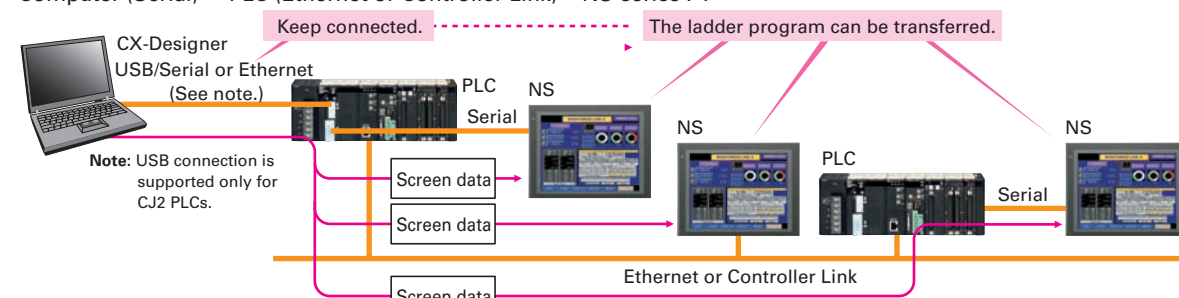 Keep connected.
The ladder program can be transferred.
CX-Designer
USB/Serial or Ethernet
(See note.)
PLC
NS
Serial
Note: USB connection is
supported only for
CJ2 PLCs.
NS
PLC
NS
Serial
Screen data
Screen data
Ethernet or Controller Link
Screen data